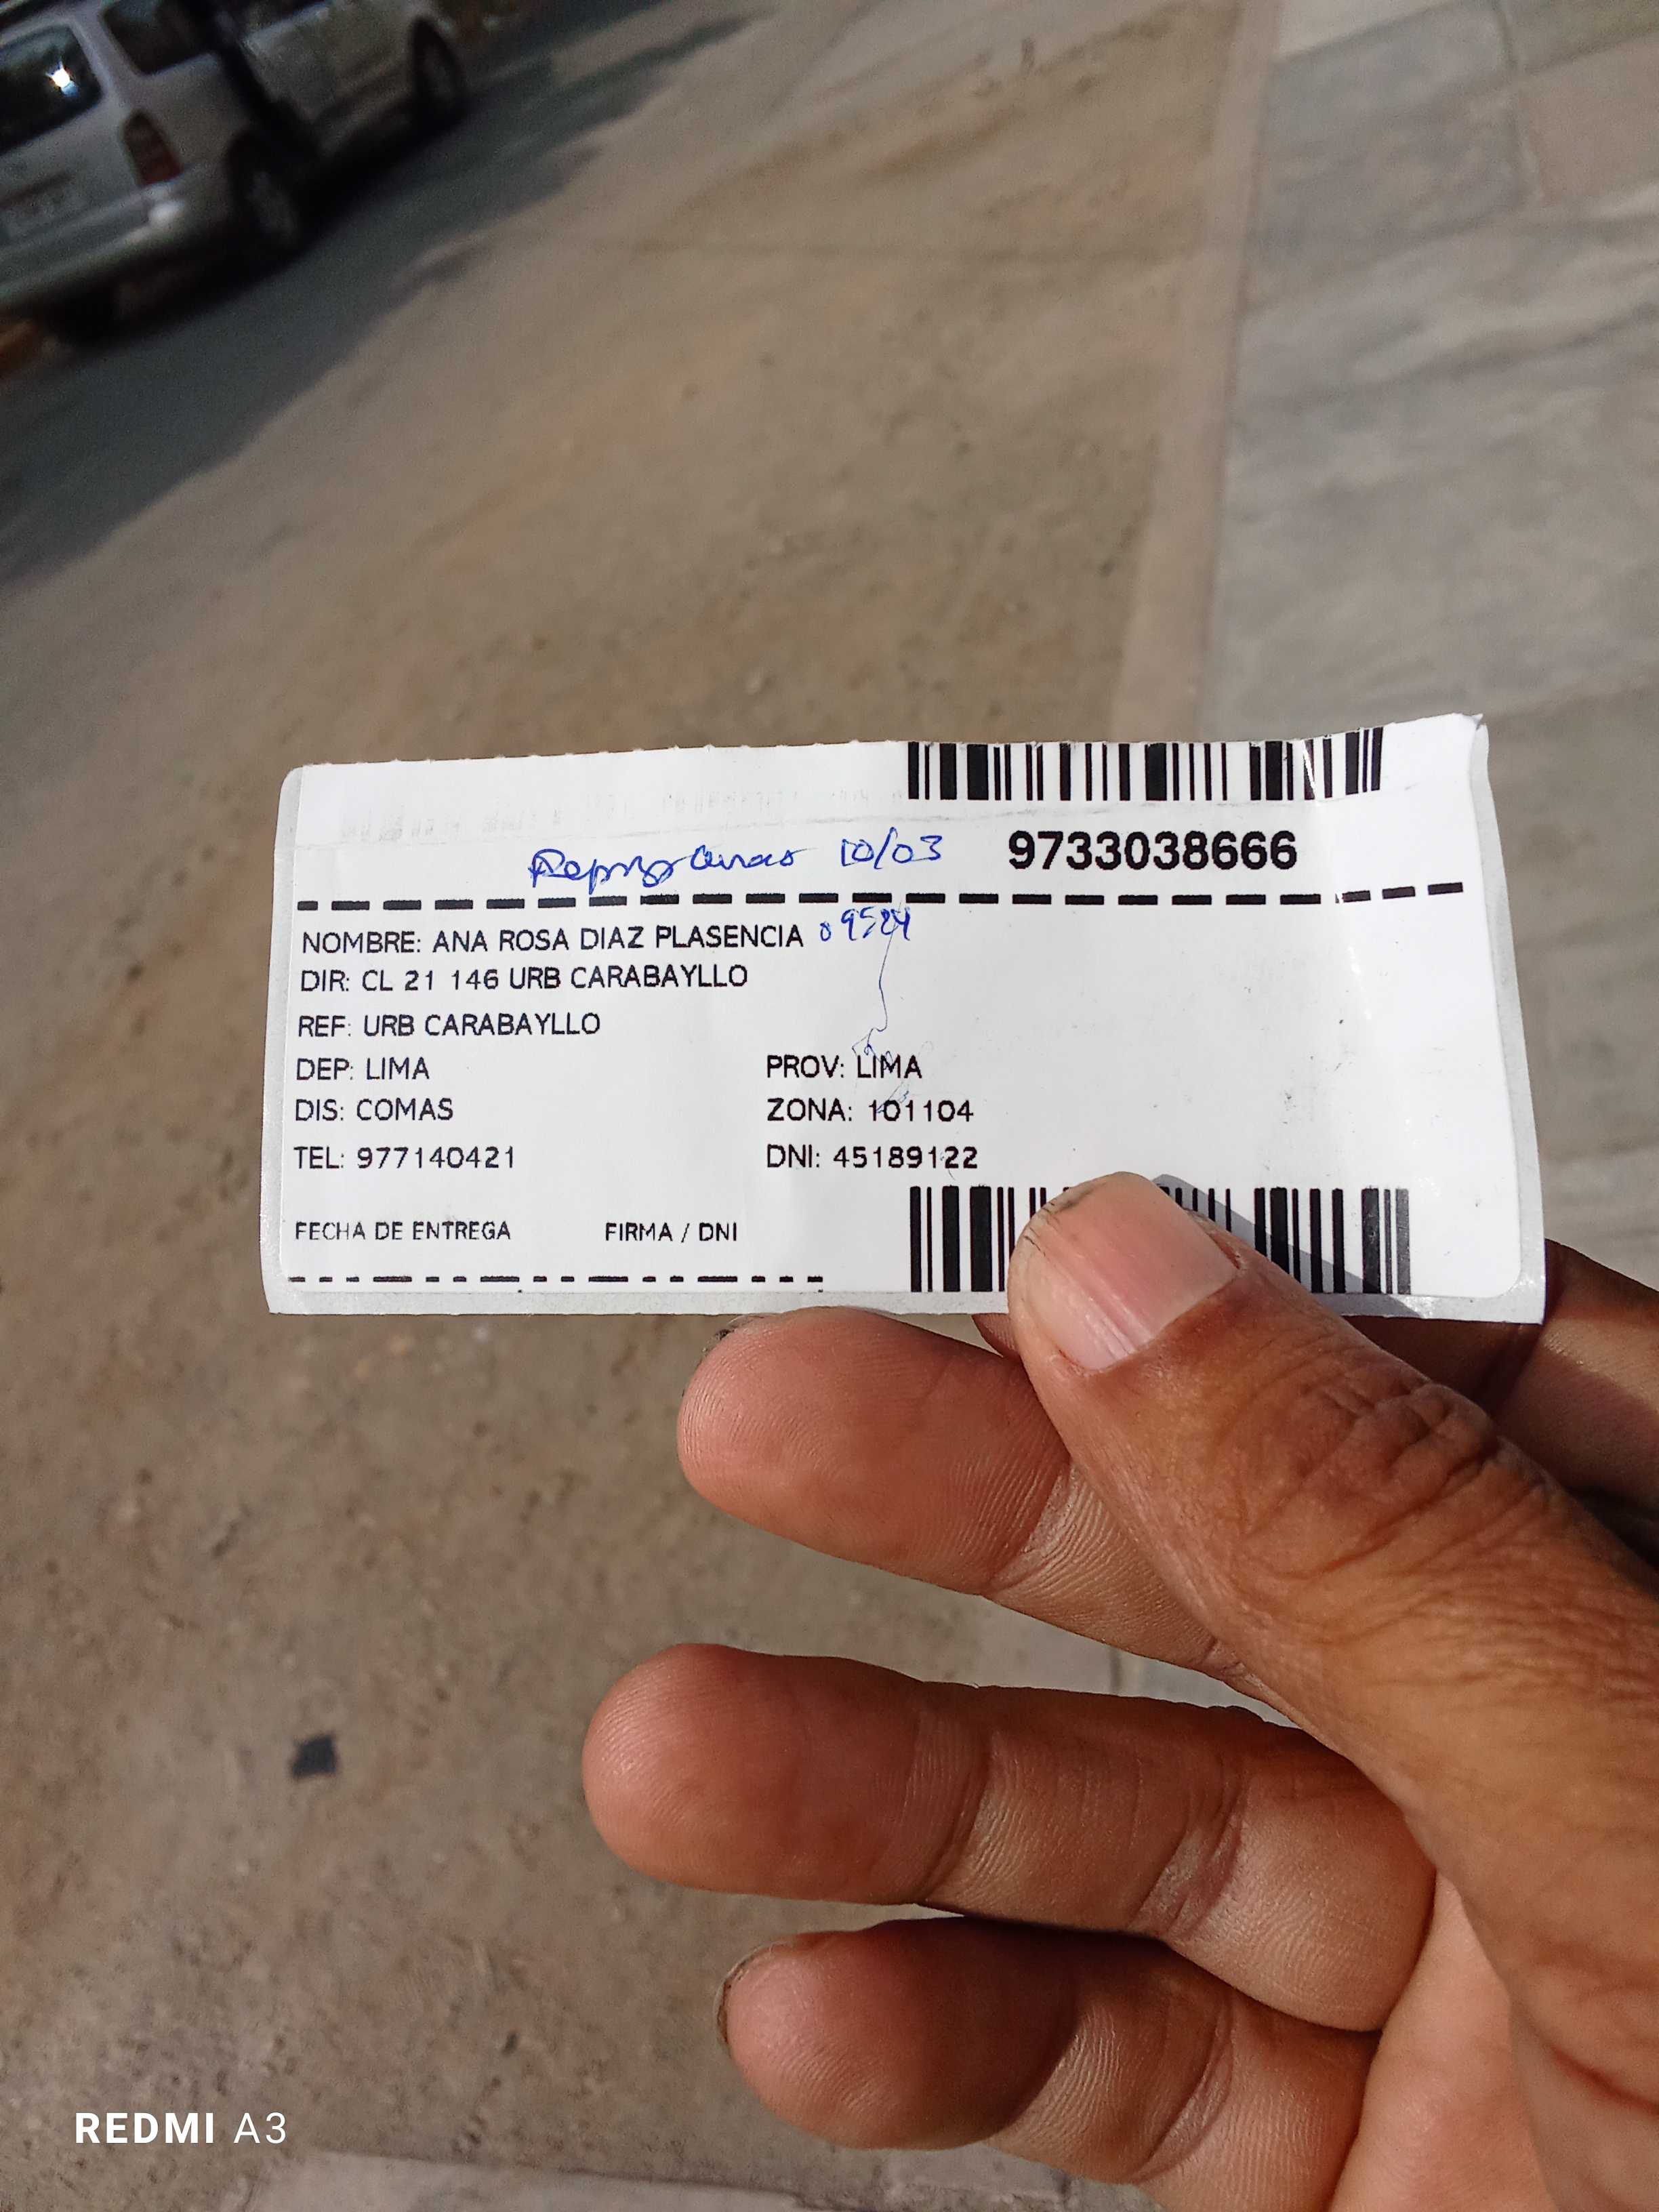 Reprogramado 10/03 9733038666
NOMBRE: ANA ROSA DIAZ PLASENCIA 09524
DIR: CL 21 146 URB CARABAYLLO
REF: URB CARABAYLLO
DEP: LIMA PROV: LIMA
DIS: COMAS ZONA: 101104
TEL: 977140421 DNI: 45189122
FECHA DE ENTREGA FIRMA / DNI
REDMI A3